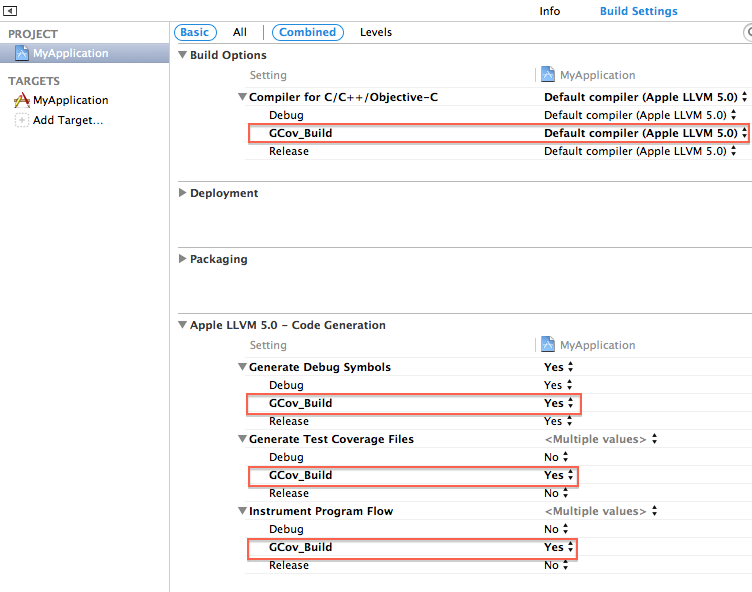 Info Build Settings
PROJECT
MyApplication
TARGETS
MyApplication
Add Target...
Basic All Combined Levels
Build Options
Setting MyApplication
Compiler for C/C++/Objective-C Default compiler (Apple LLVM 5.0)
Debug Default compiler (Apple LLVM 5.0)
GCov_Build Default compiler (Apple LLVM 5.0)
Release Default compiler (Apple LLVM 5.0)
Deployment
Packaging
Apple LLVM 5.0 - Code Generation
Setting MyApplication
Generate Debug Symbols Yes
Debug Yes
GCov_Build Yes
Release Yes
Generate Test Coverage Files <Multiple values>
Debug No
GCov_Build Yes
Release No
Instrument Program Flow <Multiple values>
Debug No
GCov_Build Yes
Release No